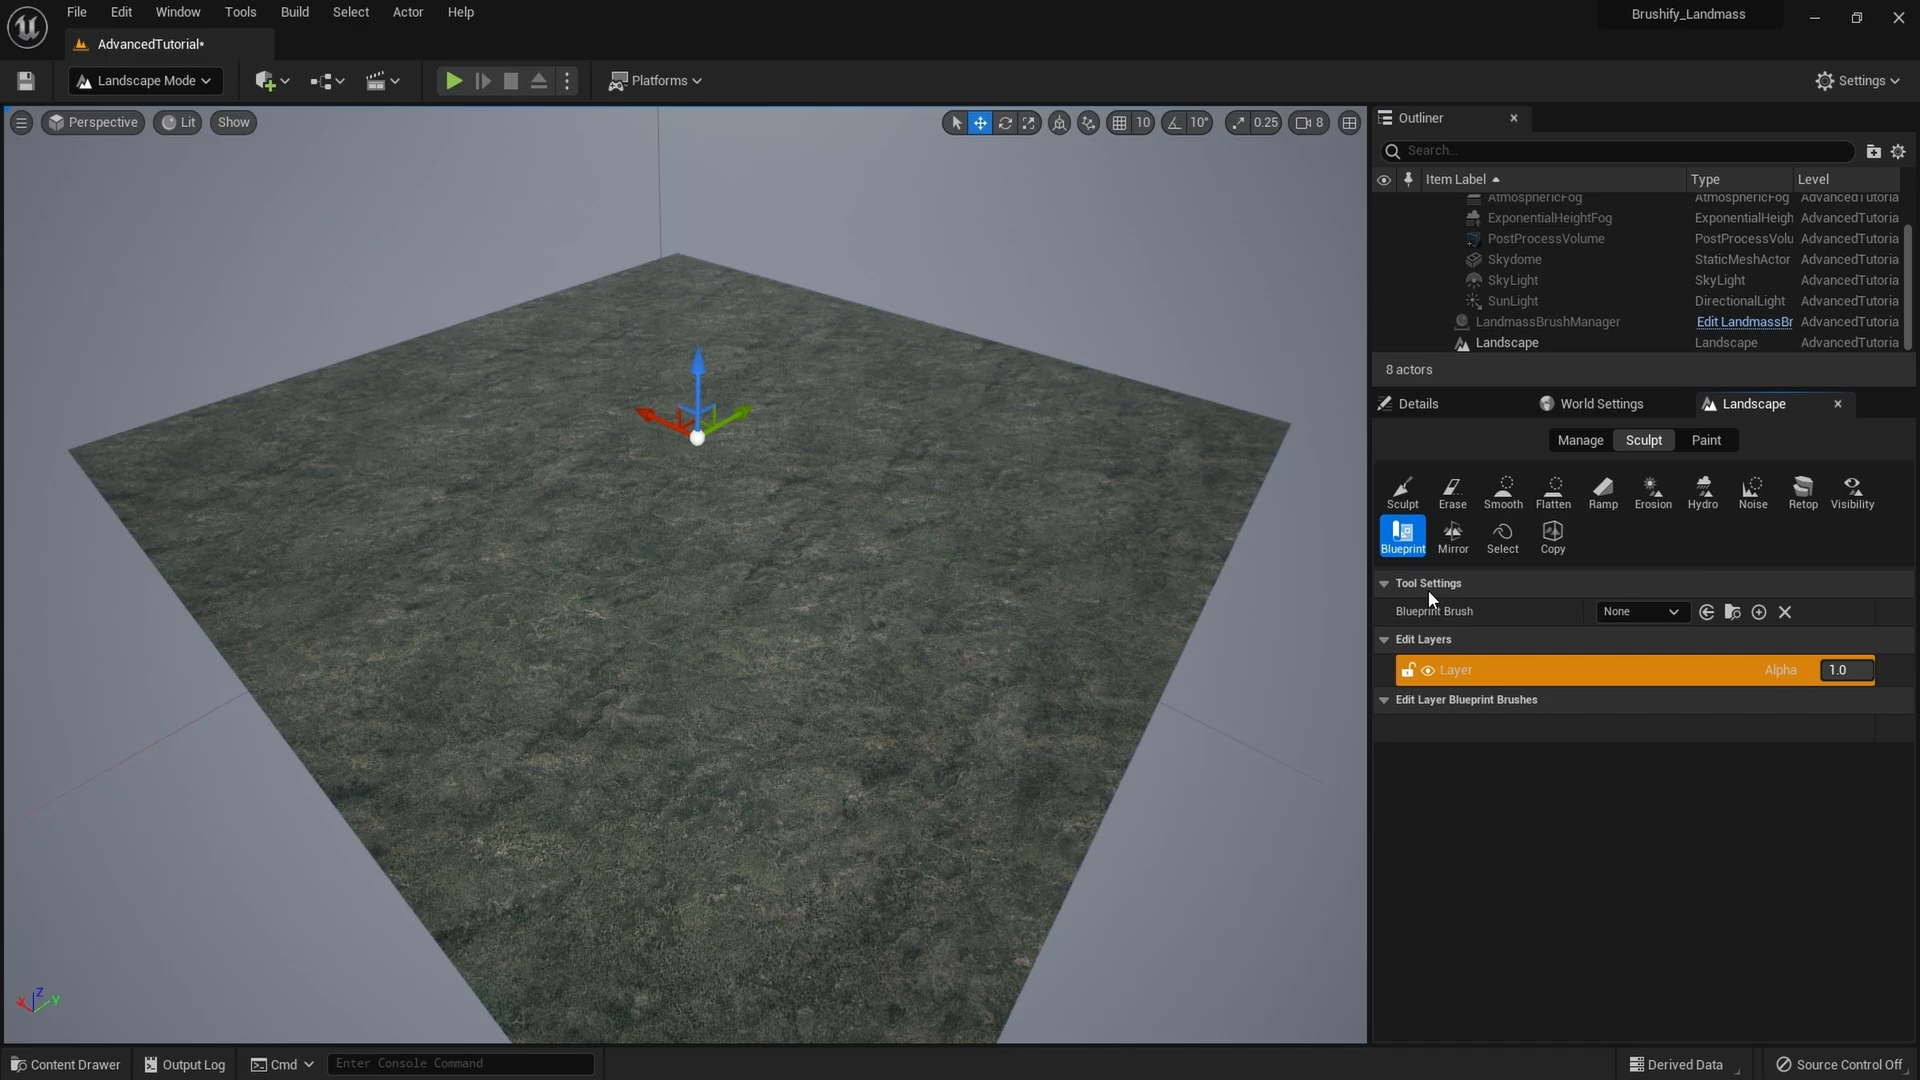 File Edit Window Tools Build Select Actor Help
Brushify_Landmass
AdvancedTutorial*
Landscape Mode
Platforms
Settings
Perspective Lit Show
10 10° 0.25 8
Outliner
Search...
Item Label Type Level
AtmosphericFog AtmosphericFog AdvancedTutoria
ExponentialHeightFog ExponentialHeigh AdvancedTutoria
PostProcessVolume PostProcessVolu AdvancedTutoria
Skydome StaticMeshActor AdvancedTutoria
SkyLight SkyLight AdvancedTutoria
SunLight DirectionalLight AdvancedTutoria
LandmassBrushManager Edit LandmassBr AdvancedTutoria
Landscape Landscape AdvancedTutoria
8 actors
Details World Settings Landscape
Manage Sculpt Paint
Sculpt Erase Smooth Flatten Ramp Erosion Hydro Noise Retop Visibility
Blueprint Mirror Select Copy
Tool Settings
Blueprint Brush None
Edit Layers
Layer Alpha 1.0
Edit Layer Blueprint Brushes
X Z Y
Content Drawer Output Log Cmd Enter Console Command
Derived Data Source Control Off